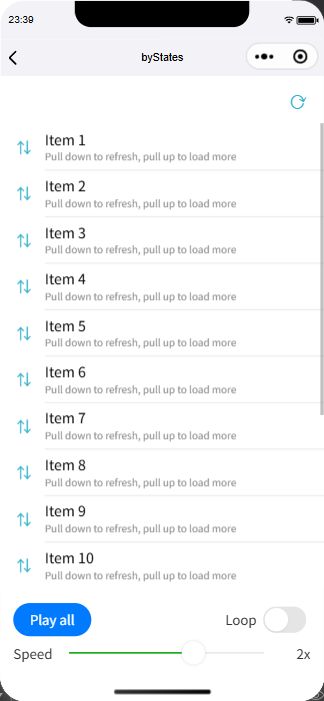 23:39
byStates
Item 1
Pull down to refresh, pull up to load more
Item 2
Pull down to refresh, pull up to load more
Item 3
Pull down to refresh, pull up to load more
Item 4
Pull down to refresh, pull up to load more
Item 5
Pull down to refresh, pull up to load more
Item 6
Pull down to refresh, pull up to load more
Item 7
Pull down to refresh, pull up to load more
Item 8
Pull down to refresh, pull up to load more
Item 9
Pull down to refresh, pull up to load more
Item 10
Pull down to refresh, pull up to load more
Play all Loop
Speed 2x